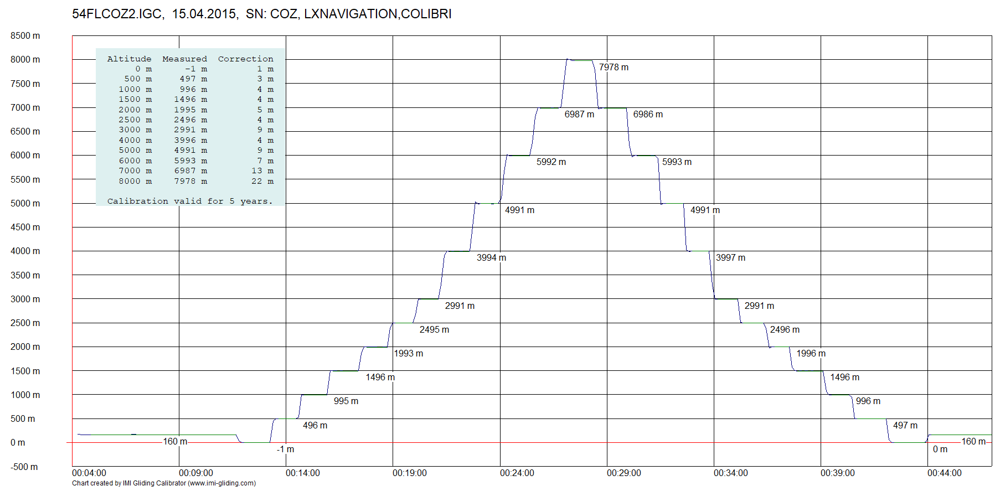 54FLCOZ2.IGC,  15.04.2015,  SN: COZ, LXNAVIGATION,COLIBRI
8500 m
8000 m
7500 m
7000 m
6500 m
6000 m
5500 m
5000 m
4500 m
4000 m
3500 m
3000 m
2500 m
2000 m
1500 m
1000 m
500 m
0 m
-500 m
Altitude  Measured  Correction
0 m  -1 m  1 m
500 m  497 m  3 m
1000 m  996 m  4 m
1500 m  1496 m  4 m
2000 m  1995 m  5 m
2500 m  2496 m  4 m
3000 m  2991 m  9 m
4000 m  3996 m  4 m
5000 m  4991 m  9 m
6000 m  5993 m  7 m
7000 m  6987 m  13 m
8000 m  7978 m  22 m
Calibration valid for 5 years.
160 m
-1 m
496 m
995 m
1496 m
1993 m
2495 m
2991 m
3994 m
4991 m
5992 m
6987 m
7978 m
6986 m
5993 m
4991 m
3997 m
2991 m
2496 m
1996 m
1496 m
996 m
497 m
0 m
160 m
00:04:00  00:09:00  00:14:00  00:19:00  00:24:00  00:29:00  00:34:00  00:39:00  00:44:00
Chart created by IMI Gliding Calibrator (www.imi-gliding.com)